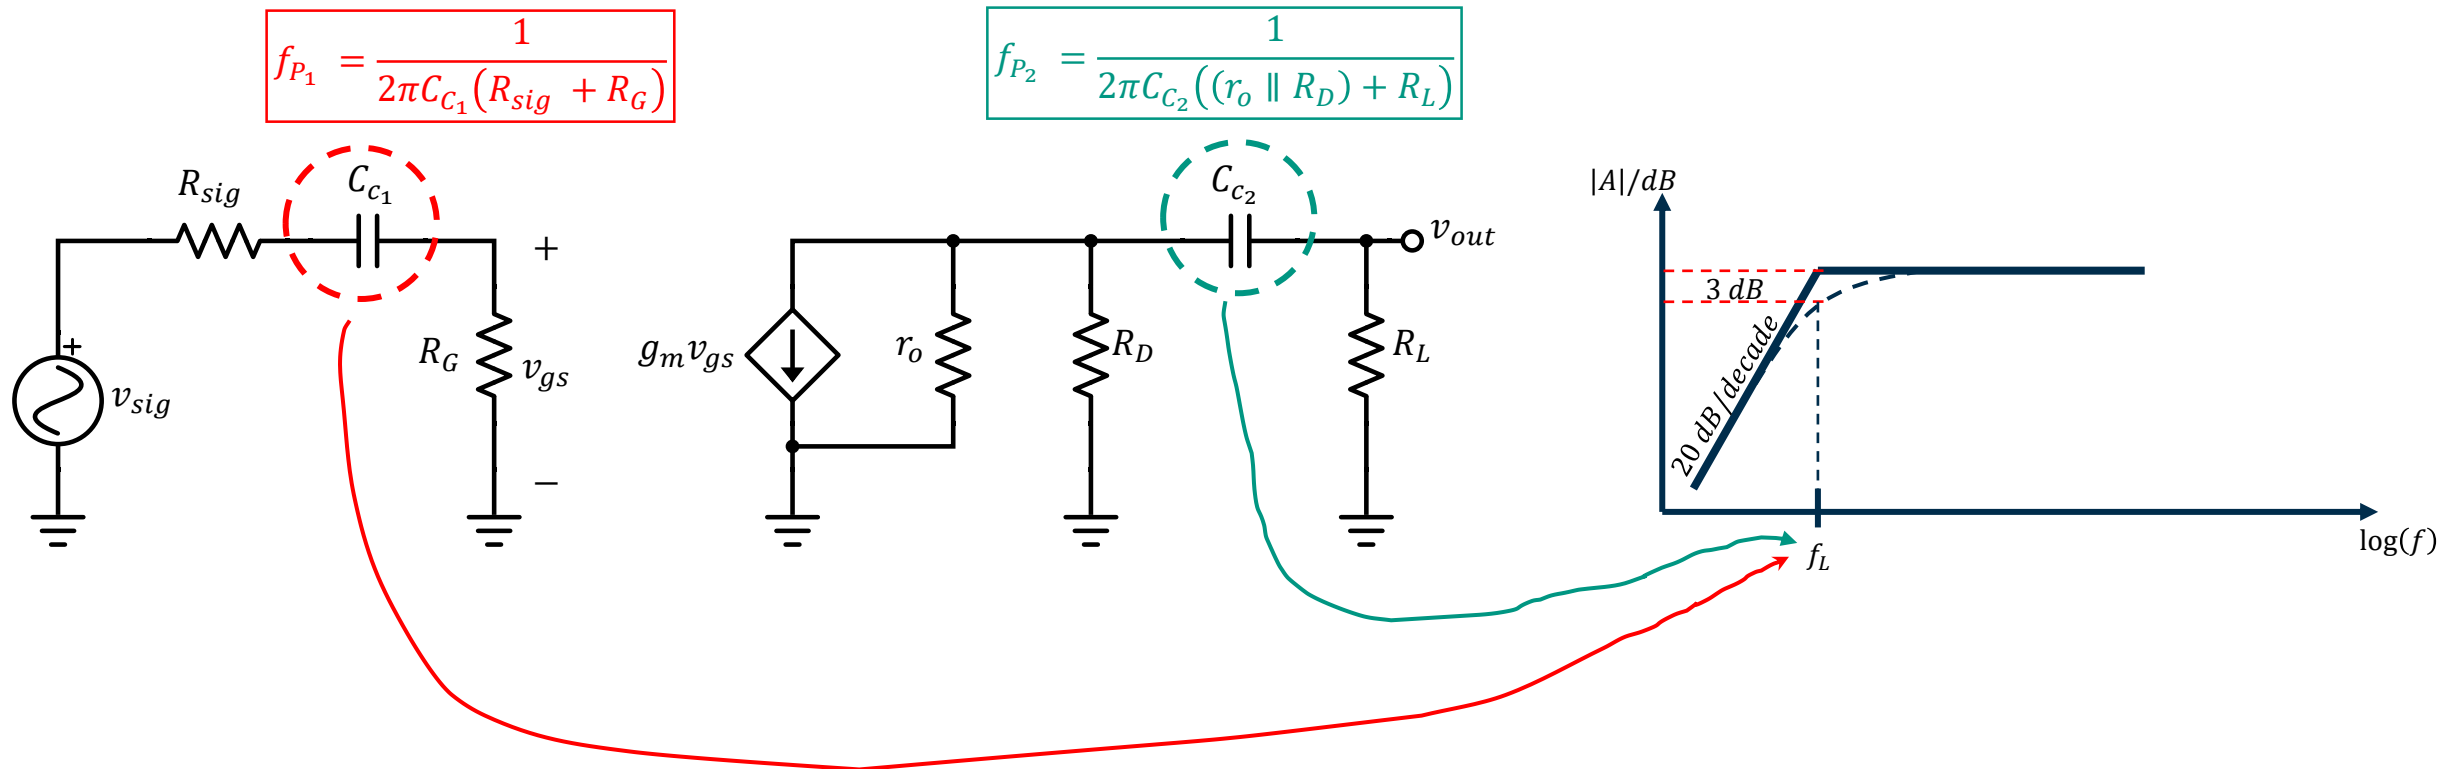 f_{P_1} = \frac{1}{2πC_{C_1}(R_{sig} + R_G)}
f_{P_2} = \frac{1}{2πC_{C_2}((r_o ∥ R_D) + R_L)}
R_{sig}
C_{c_1}
C_{c_2}
|A|/dB
+
v_{out}
3 dB
+
R_G
v_{gs}
g_m v_{gs}
r_o
R_D
R_L
v_{sig}
20 dB/decade
−
log(f)
f_L